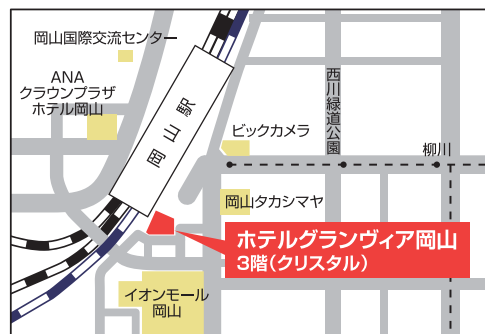 岡山国際交流センター
ANA
クラウンプラザ
ホテル岡山
岡山駅
ビックカメラ
西川緑道公園
柳川
岡山タカシマヤ
ホテルグランヴィア岡山
3階(クリスタル)
イオンモール
岡山